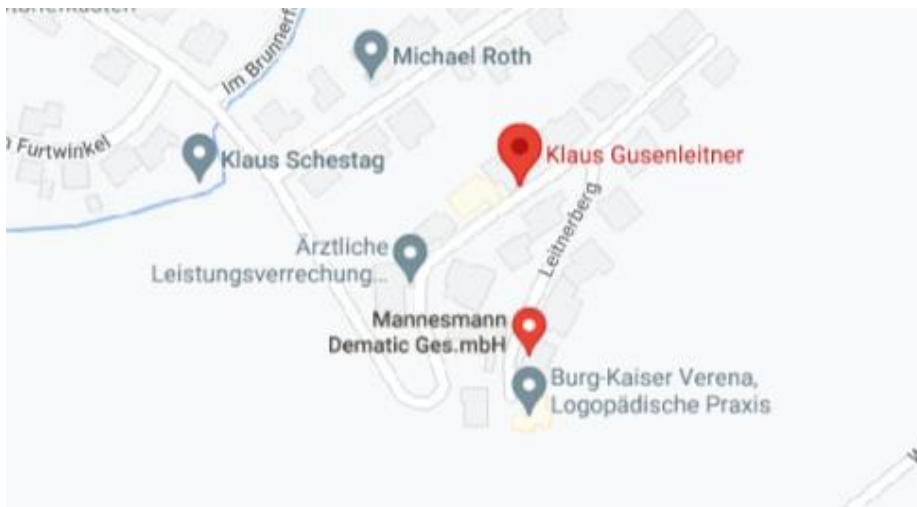 Im Brunnerf
Michael Roth
Furtwinkel
Klaus Schestag
Klaus Gusenleitner
Leitnerberg
Ärztliche
Leistungsverrechung...
Mannesmann
Dematic Ges.mbH
Burg-Kaiser Verena,
Logopädische Praxis